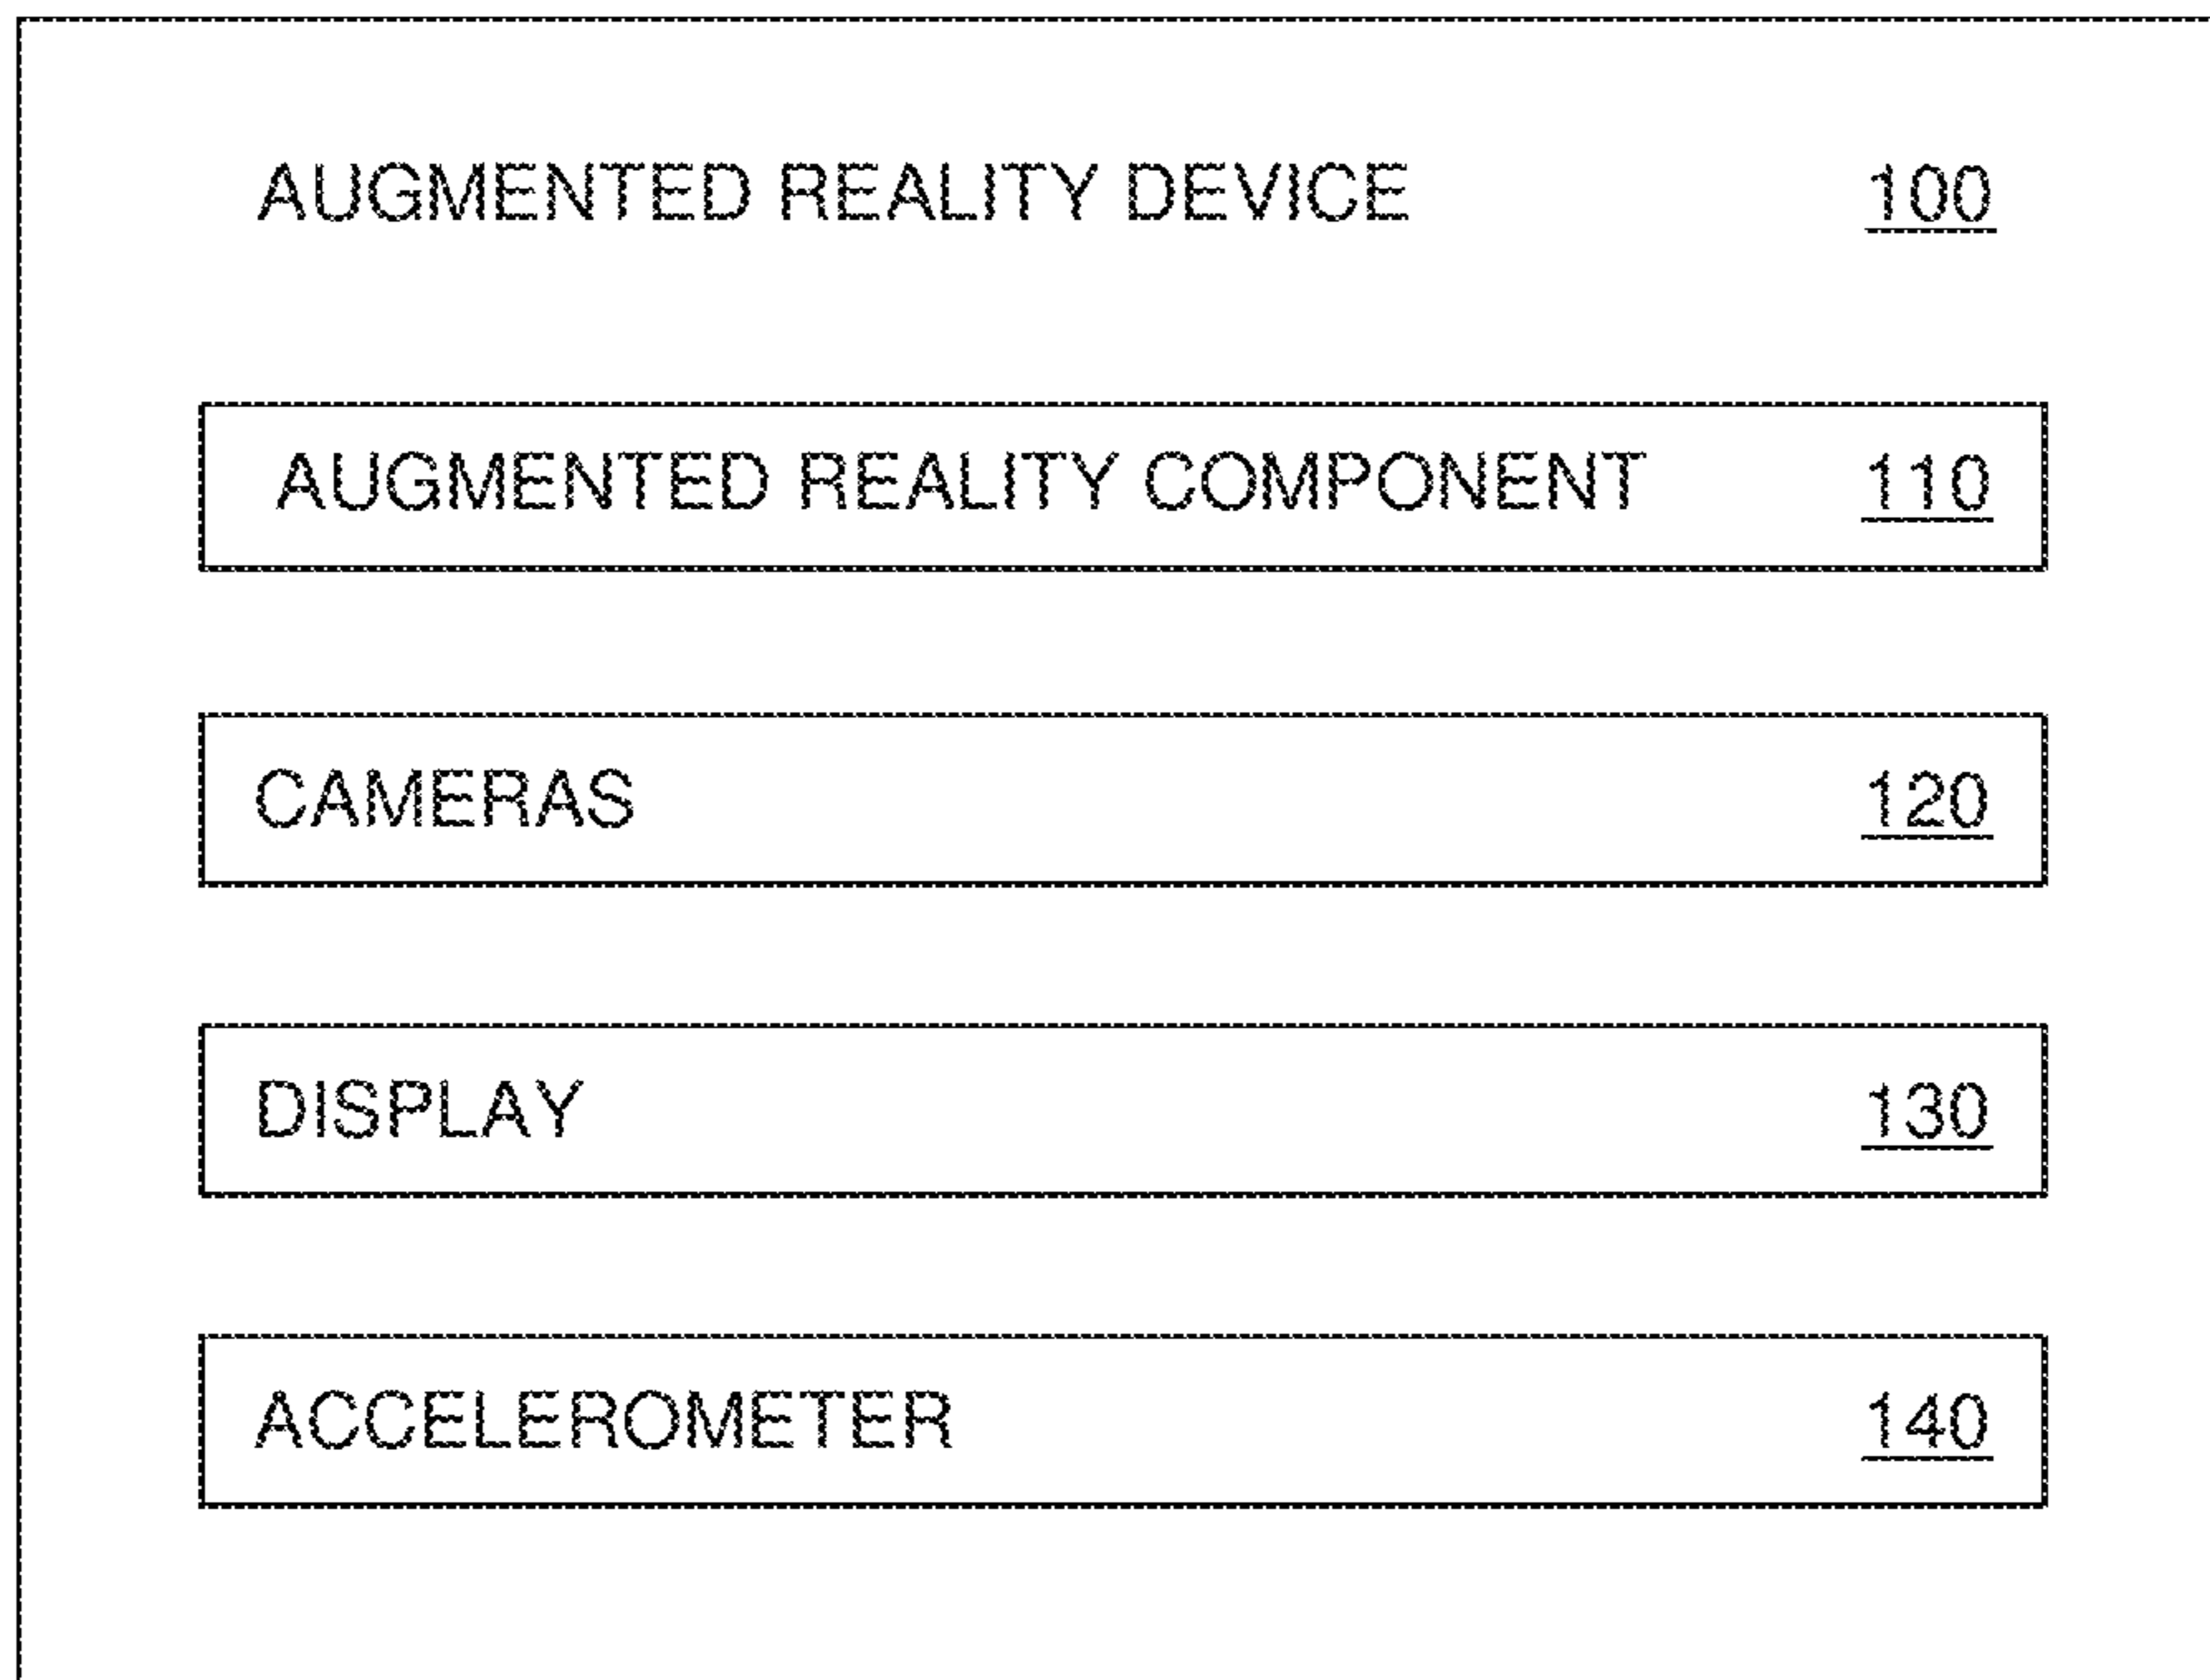 AUGMENTED REALITY DEVICE 100
AUGMENTED REALITY COMPONENT 110
CAMERAS 120
DISPLAY 130
ACCELEROMETER 140